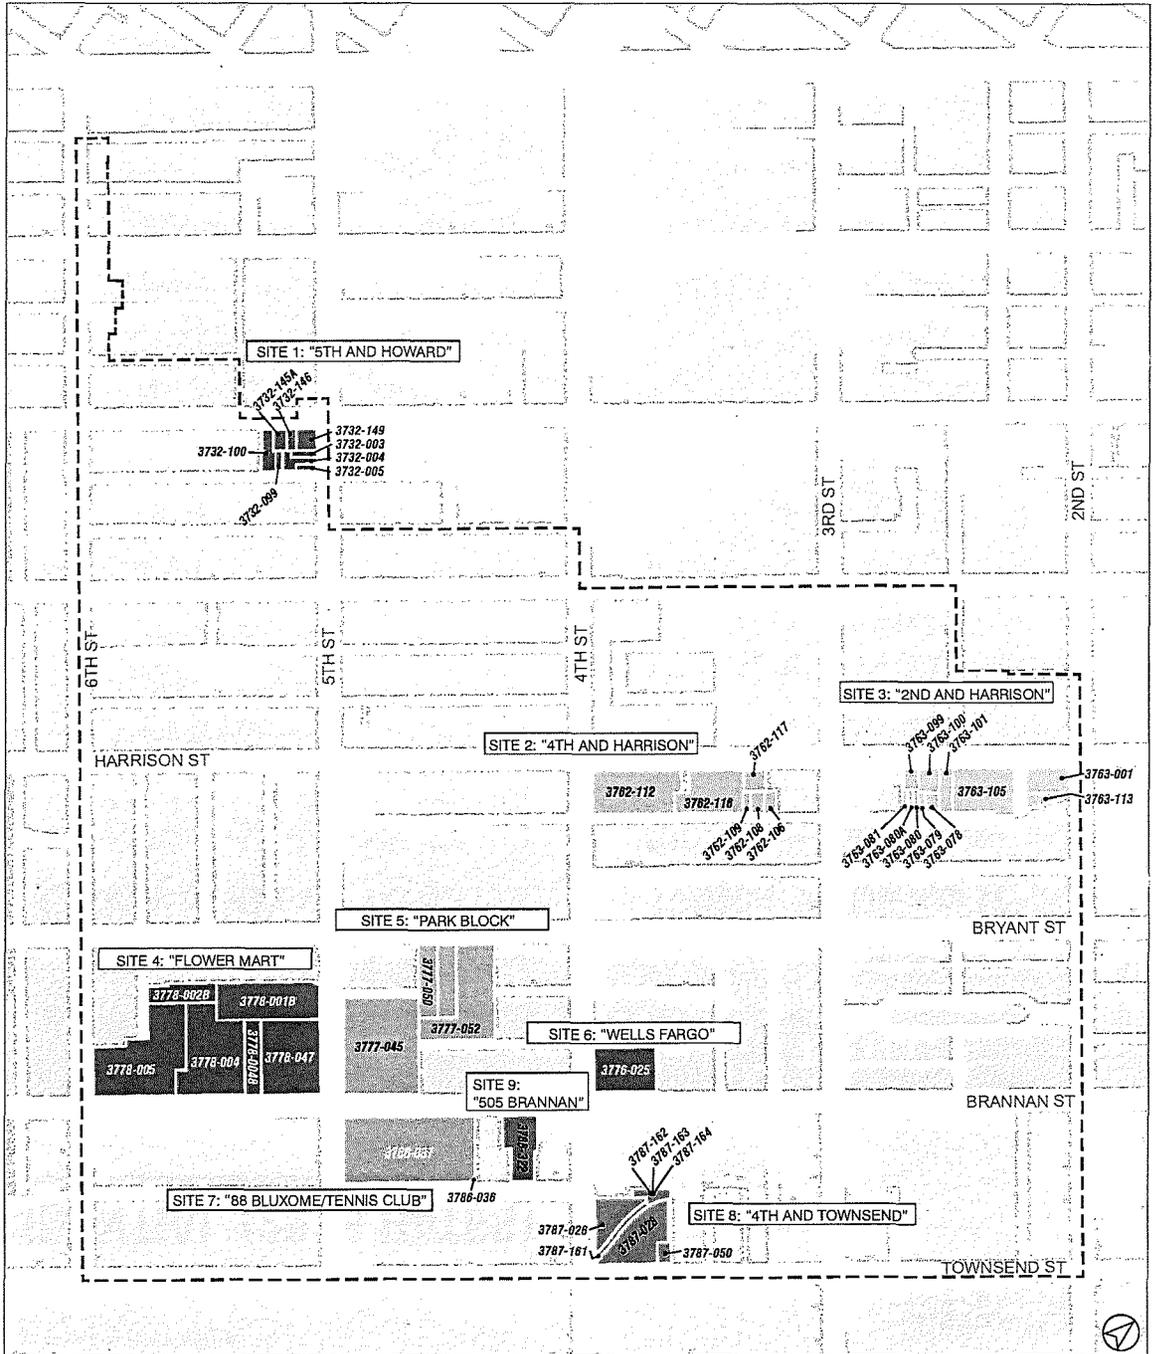 SITE 1: "5TH AND HOWARD"
3732-145A
3732-146
3732-149
3732-003
3732-100
3732-004
3732-005
3732-099
3RD ST
2ND ST
6TH ST
5TH ST
4TH ST
SITE 3: "2ND AND HARRISON"
SITE 2: "4TH AND HARRISON"
3763-099
3763-100
3763-101
3762-117
HARRISON ST
3763-001
3762-112
3762-116
3763-105
3763-113
3762-109
3762-108
3762-106
3763-081
3763-080A
3763-080
3763-079
3763-078
SITE 5: "PARK BLOCK"
BRYANT ST
SITE 4: "FLOWER MART"
3777-050
3778-002B
3778-001B
3777-052
SITE 6: "WELLS FARGO"
3777-045
3778-005
3778-004
3778-004B
3778-047
3776-025
SITE 9:
"505 BRANNAN"
BRANNAN ST
3786-037
3787-162
3787-163
3787-164
3786-036
SITE 7: "88 BLUXOME/TENNIS CLUB"
SITE 8: "4TH AND TOWNSEND"
3787-026
3787-028
3787-161
3787-050
TOWNSEND ST